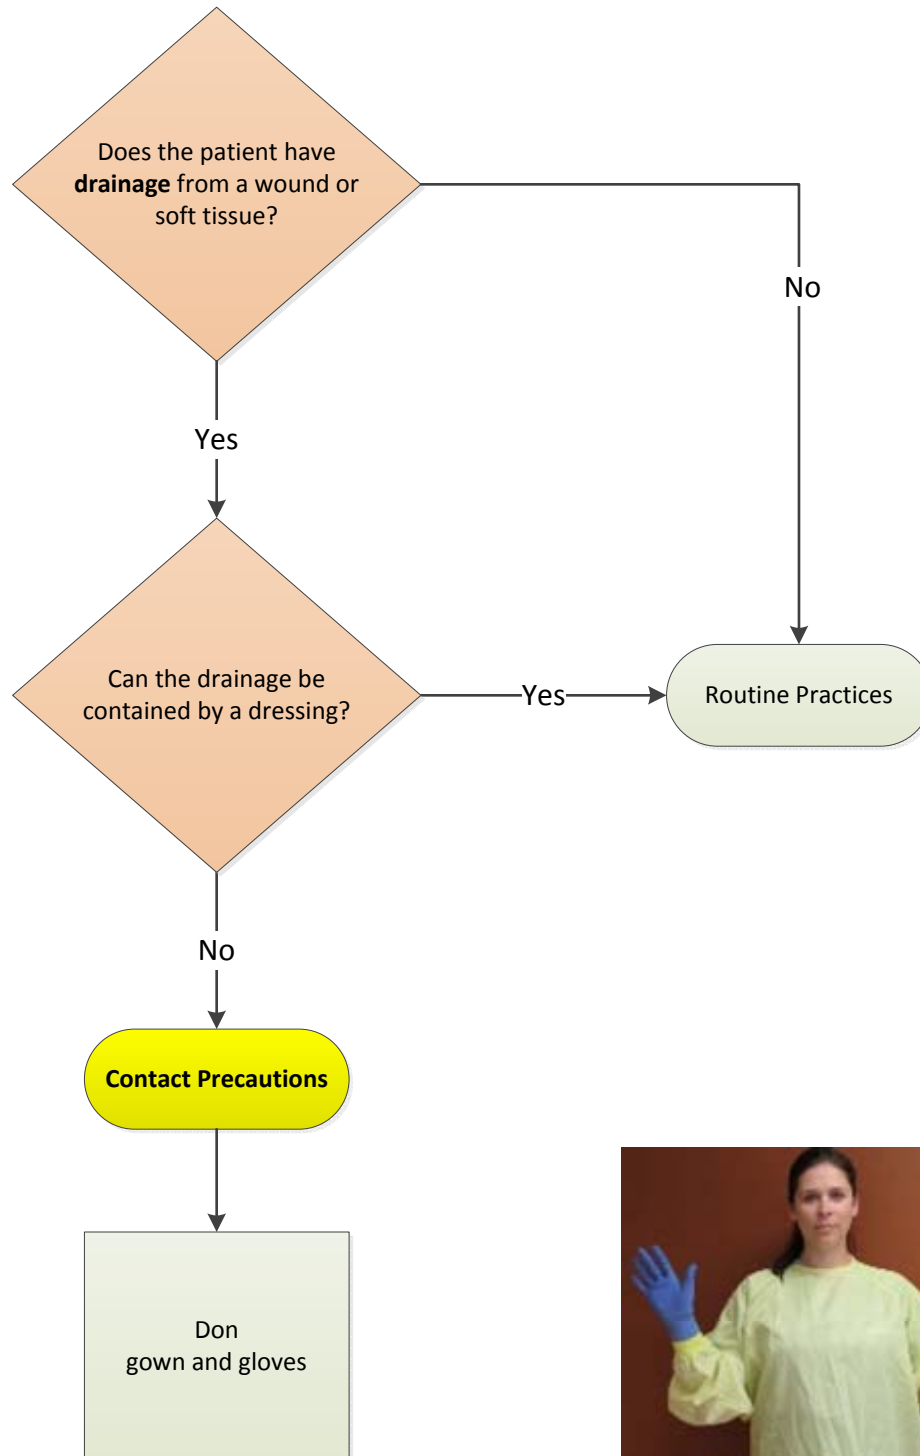 Does the patient have
drainage from a wound or
soft tissue?
No
Yes
Can the drainage be
contained by a dressing?
Yes
Routine Practices
No
Contact Precautions
Don
gown and gloves